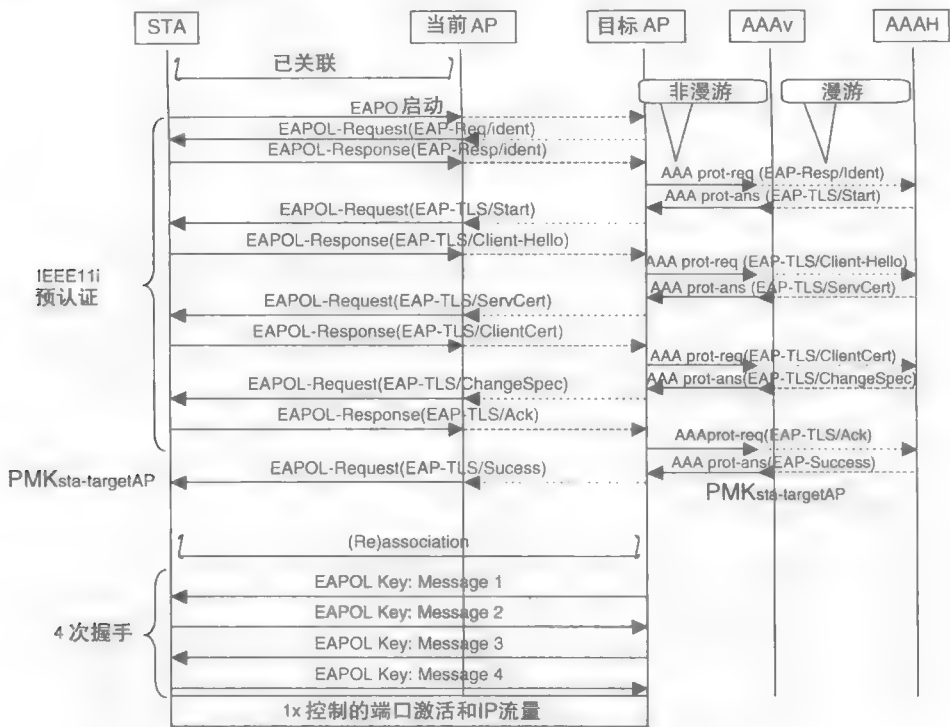 STA
当前 AP
目标 AP
AAAv
AAAH
已关联
非漫游
漫游
EAPO 启动
EAPOL-Request(EAP-Req/ident)
EAPOL-Response(EAP-Resp/ident)
AAA prot-req (EAP-Resp/Ident)
AAA prot-ans (EAP-TLS/Start)
EAPOL-Request(EAP-TLS/Start)
EAPOL-Response(EAP-TLS/Client-Hello)
AAA prot-req (EAP-TLS/Client-Hello)
IEEE11i
预认证
AAA prot-ans (EAP-TLS/ServCert)
EAPOL-Request(EAP-TLS/ServCert)
EAPOL-Response(EAP-TLS/ClientCert)
AAA prot-req(EAP-TLS/ClientCert)
AAA prot-ans(EAP-TLS/ChangeSpec)
EAPOL-Request(EAP-TLS/ChangeSpec)
EAPOL-Response(EAP-TLS/Ack)
AAAprot-req(EAP-TLS/Ack)
AAA prot-ans(EAP-Success)
EAPOL-Request(EAP-TLS/Sucess)
PMKsta-targetAP
PMKsta-targetAP
(Re)association
EAPOL Key: Message 1
EAPOL Key: Message 2
4 次握手
EAPOL Key: Message 3
EAPOL Key: Message 4
1x 控制的端口激活和IP流量